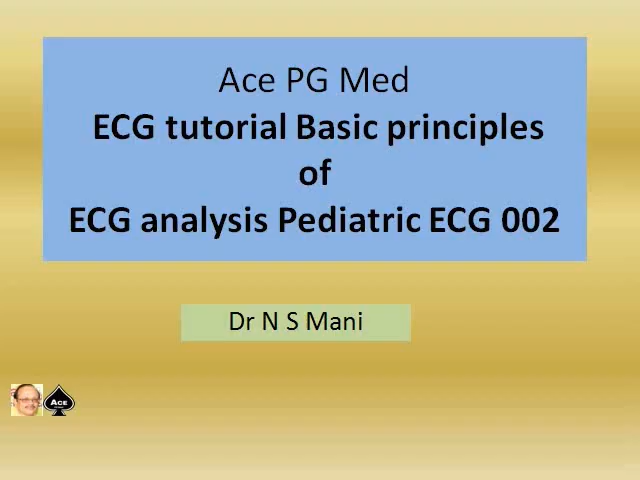 Ace PG Med
ECG tutorial Basic principles
of
ECG analysis Pediatric ECG 002
Dr N S Mani
ACE